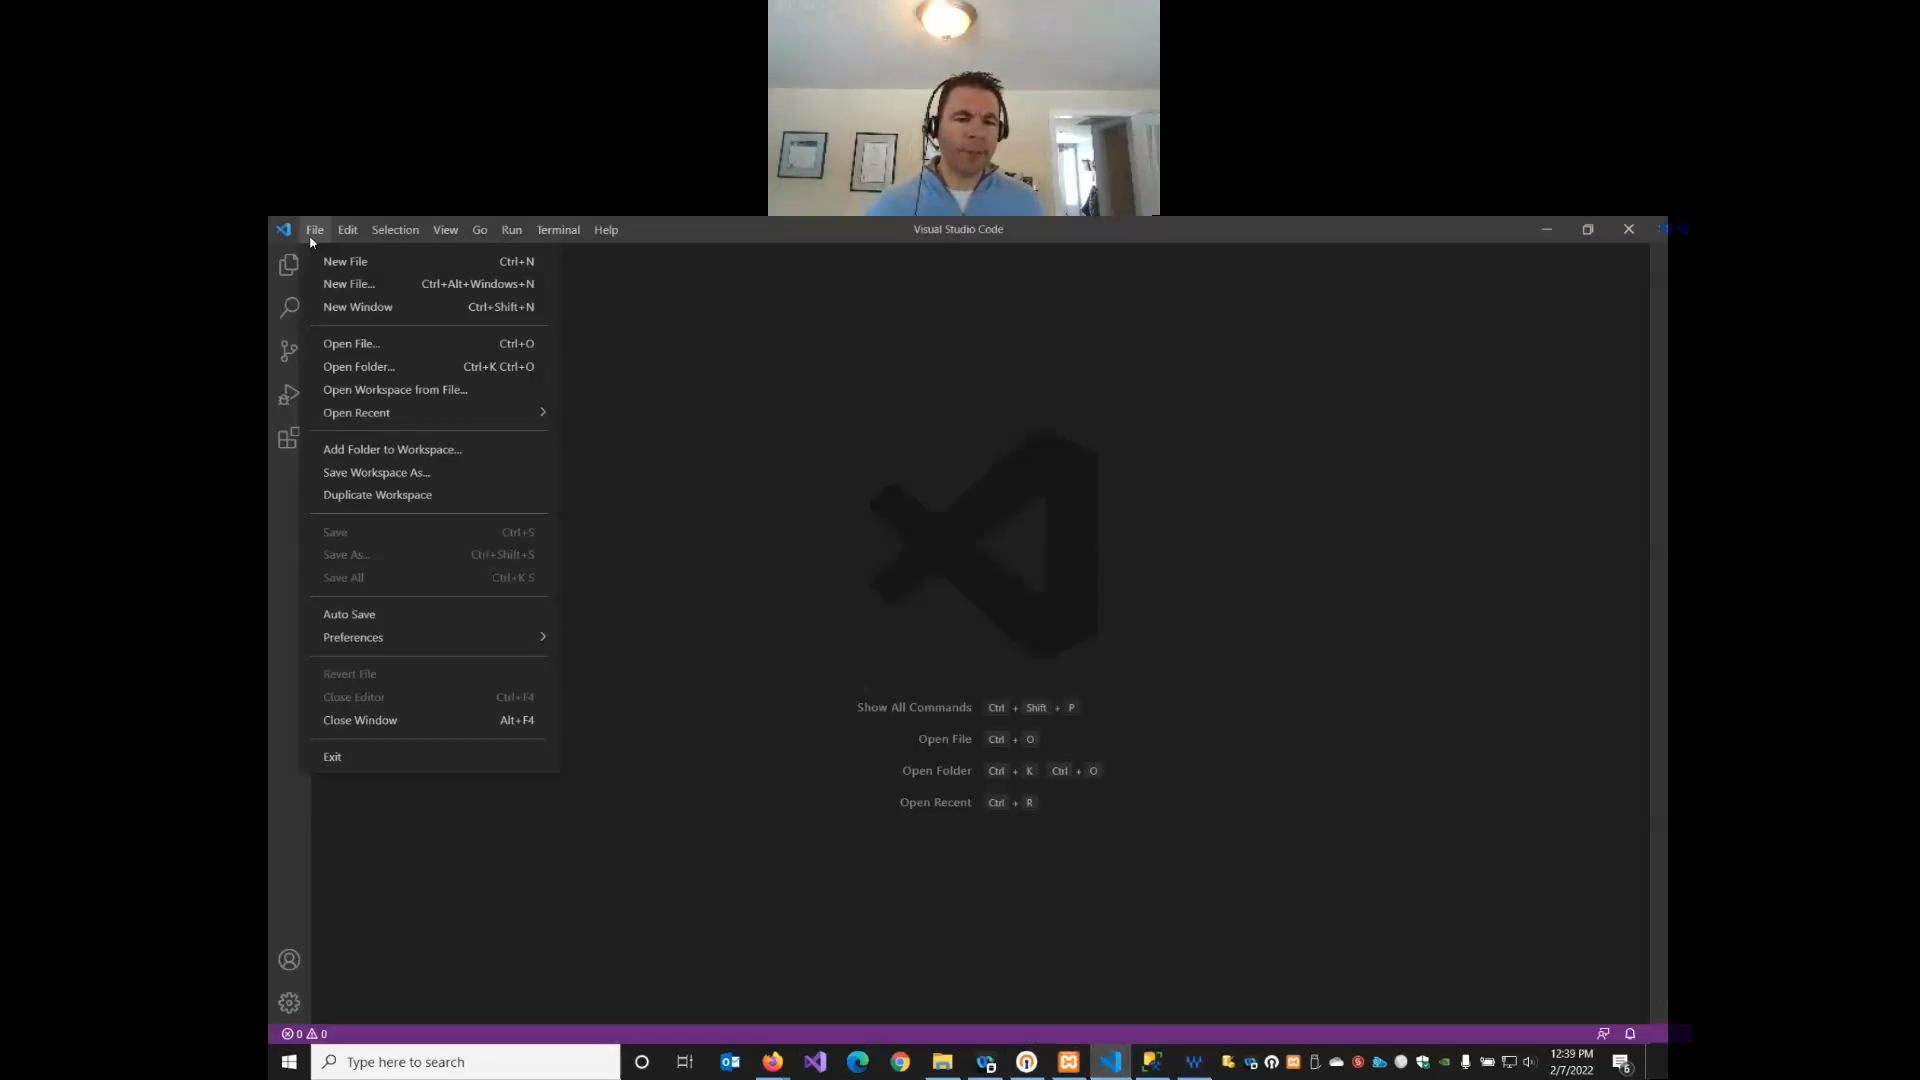 File Edit Selection View Go Run Terminal Help Visual Studio Code
New File Ctrl+N
New File... Ctrl+Alt+Windows+N
New Window Ctrl+Shift+N
Open File... Ctrl+O
Open Folder... Ctrl+K Ctrl+O
Open Workspace from File...
Open Recent
Add Folder to Workspace...
Save Workspace As...
Duplicate Workspace
Save Ctrl+S
Save As... Ctrl+Shift+S
Save All Ctrl+K S
Auto Save
Preferences
Revert File
Close Editor Ctrl+F4
Close Window Alt+F4
Exit
Show All Commands Ctrl + Shift + P
Open File Ctrl + O
Open Folder Ctrl + K Ctrl + O
Open Recent Ctrl + R
0 0
Type here to search
12:39 PM
2/7/2022
6